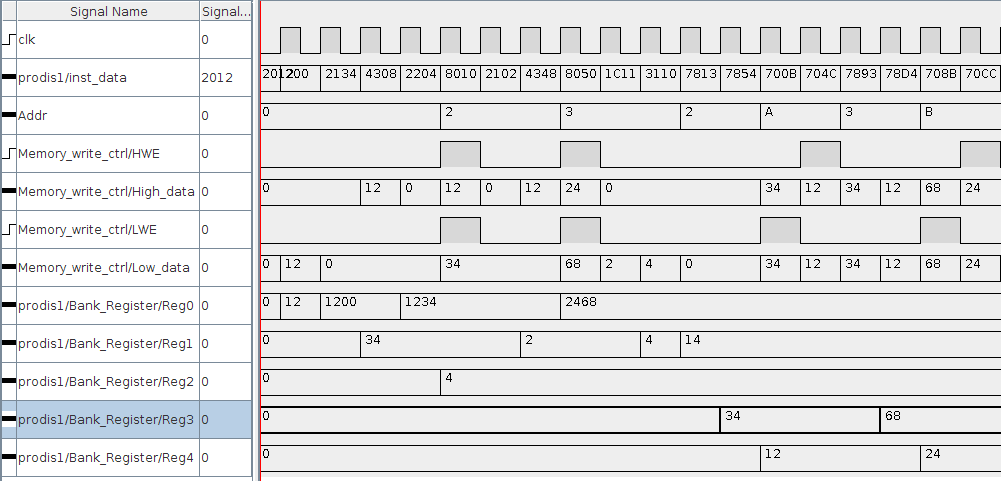 Signal Name Signal...
clk 0
prodis1/inst_data 2012 2012 1200 2134 4308 2204 8010 2102 4348 8050 1C11 3110 7813 7854 700B 704C 7893 78D4 708B 70CC
Addr 0 0 2 3 2 A 3 B
Memory_write_ctrl/HWE 0
Memory_write_ctrl/High_data 0 0 12 0 12 0 12 24 0 34 12 34 12 68 24
Memory_write_ctrl/LWE 0
Memory_write_ctrl/Low_data 0 0 12 0 34 68 2 4 0 34 12 34 12 68 24
prodis1/Bank_Register/Reg0 0 0 12 1200 1234 2468
prodis1/Bank_Register/Reg1 0 0 34 2 4 14
prodis1/Bank_Register/Reg2 0 0 4
prodis1/Bank_Register/Reg3 0 0 34 68
prodis1/Bank_Register/Reg4 0 0 12 24